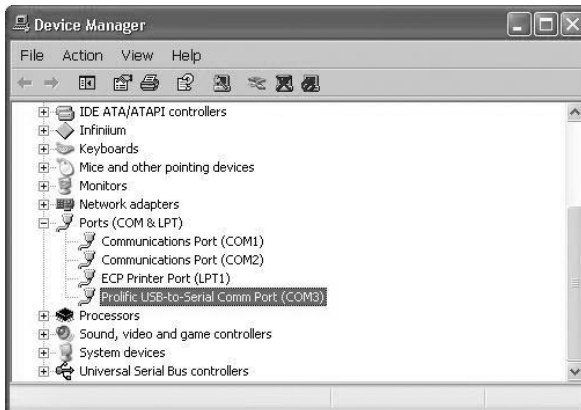 Device Manager
File Action View Help
IDE ATA/ATAPI controllers
Infiniium
Keyboards
Mice and other pointing devices
Monitors
Network adapters
Ports (COM & LPT)
Communications Port (COM1)
Communications Port (COM2)
ECP Printer Port (LPT1)
Prolific USB-to-Serial Comm Port (COM3)
Processors
Sound, video and game controllers
System devices
Universal Serial Bus controllers